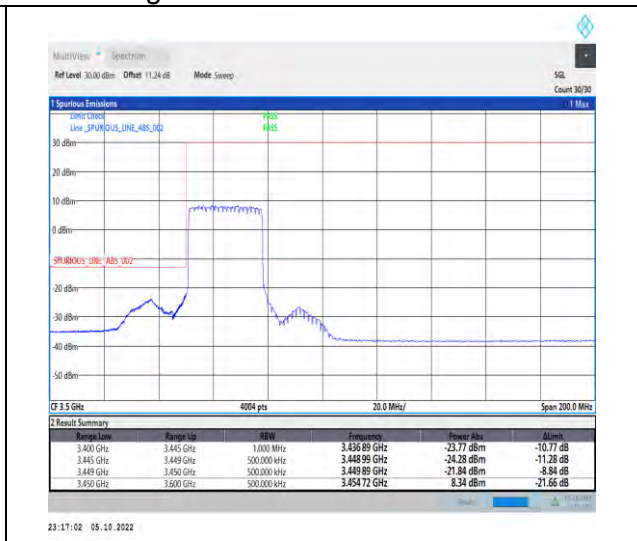 MultiView Spectrum
Ref Level 30.00 dBm Offset 11.24 dB Mode Sweep SGL
Count 30/30
1 Spurious Emissions 1 Max
Limit Check PASS
Line _SPURIOUS_LINE_ABS_002 PASS
30 dBm
20 dBm
10 dBm
0 dBm
_SPURIOUS_LINE_ABS_002
-20 dBm
-30 dBm
-40 dBm
-50 dBm
CF 3.5 GHz 4004 pts 20.0 MHz/ Span 200.0 MHz
2 Result Summary
Range Low Range Up RBW Frequency Power Abs ΔLimit
3.400 GHz 3.445 GHz 1.000 MHz 3.436 89 GHz -23.77 dBm -10.77 dB
3.445 GHz 3.449 GHz 500.000 kHz 3.448 99 GHz -24.28 dBm -11.28 dB
3.449 GHz 3.450 GHz 500.000 kHz 3.449 89 GHz -21.84 dBm -8.84 dB
3.450 GHz 3.600 GHz 500.000 kHz 3.454 72 GHz 8.34 dBm -21.66 dB
23:17:02 05.10.2022